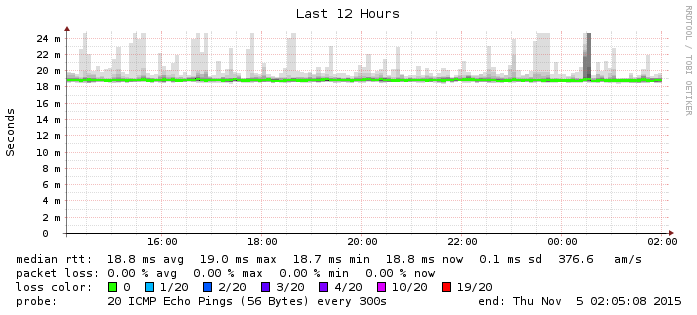 Last 12 Hours
RRDTOOL / TOBI OETIKER
Seconds
24 m
22 m
20 m
18 m
16 m
14 m
12 m
10 m
8 m
6 m
4 m
2 m
0
16:00 18:00 20:00 22:00 00:00 02:00
median rtt: 18.8 ms avg 19.0 ms max 18.7 ms min 18.8 ms now 0.1 ms sd 376.6 am/s
packet loss: 0.00 % avg 0.00 % max 0.00 % min 0.00 % now
loss color: 0 1/20 2/20 3/20 4/20 10/20 19/20
probe: 20 ICMP Echo Pings (56 Bytes) every 300s end: Thu Nov 5 02:05:08 2015